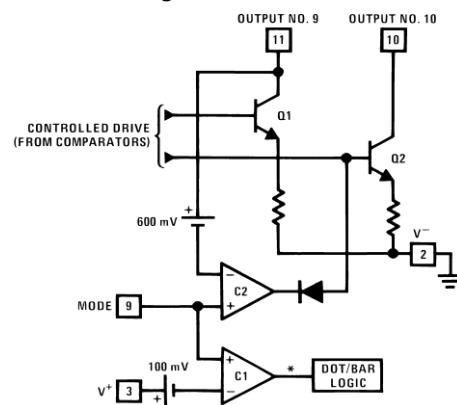 OUTPUT NO. 9
OUTPUT NO. 10
11
10
Q1
CONTROLLED DRIVE
(FROM COMPARATORS)
Q2
+
600 mV
V−
2
−
C2
+
MODE 9
100 mV
+
C1
*
DOT/BAR
LOGIC
V+ 3
+
−